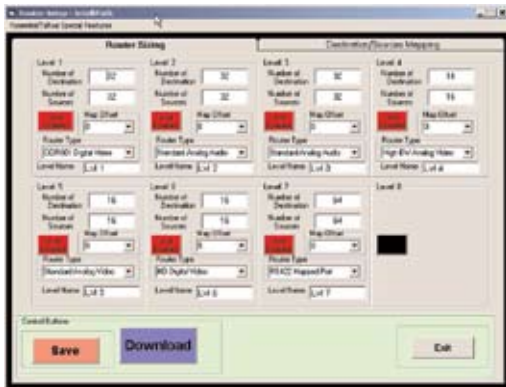 Router Sizing
Destination/Sources Mapping
Level 1
Level 2
Level 3
Level 4
Number of Destination 32
Number of Destination 32
Number of Destination 32
Number of Destination 16
Number of Sources 32
Number of Sources 32
Number of Sources 32
Number of Sources 16
Map Offset
Map Offset
Map Offset
Map Offset
0
0
0
0
Router Type
Router Type
Router Type
Router Type
Digital Video
Standard Analog Audio
Standard Analog Audio
Analog Video
Level Name Lvl 1
Level Name Lvl 2
Level Name Lvl 3
Level Name Lvl 4
Level 5
Level 6
Level 7
Level 8
Number of Destination 16
Number of Destination 16
Number of Destination 64
Number of Sources 16
Number of Sources 16
Number of Sources 64
Map Offset
Map Offset
Map Offset
0
0
0
Router Type
Router Type
Router Type
Standard Analog Video
HD Digital Video
RS422 Mapped Port
Level Name Lvl 5
Level Name Lvl 6
Level Name Lvl 7
Control Buttons
Save
Download
Exit